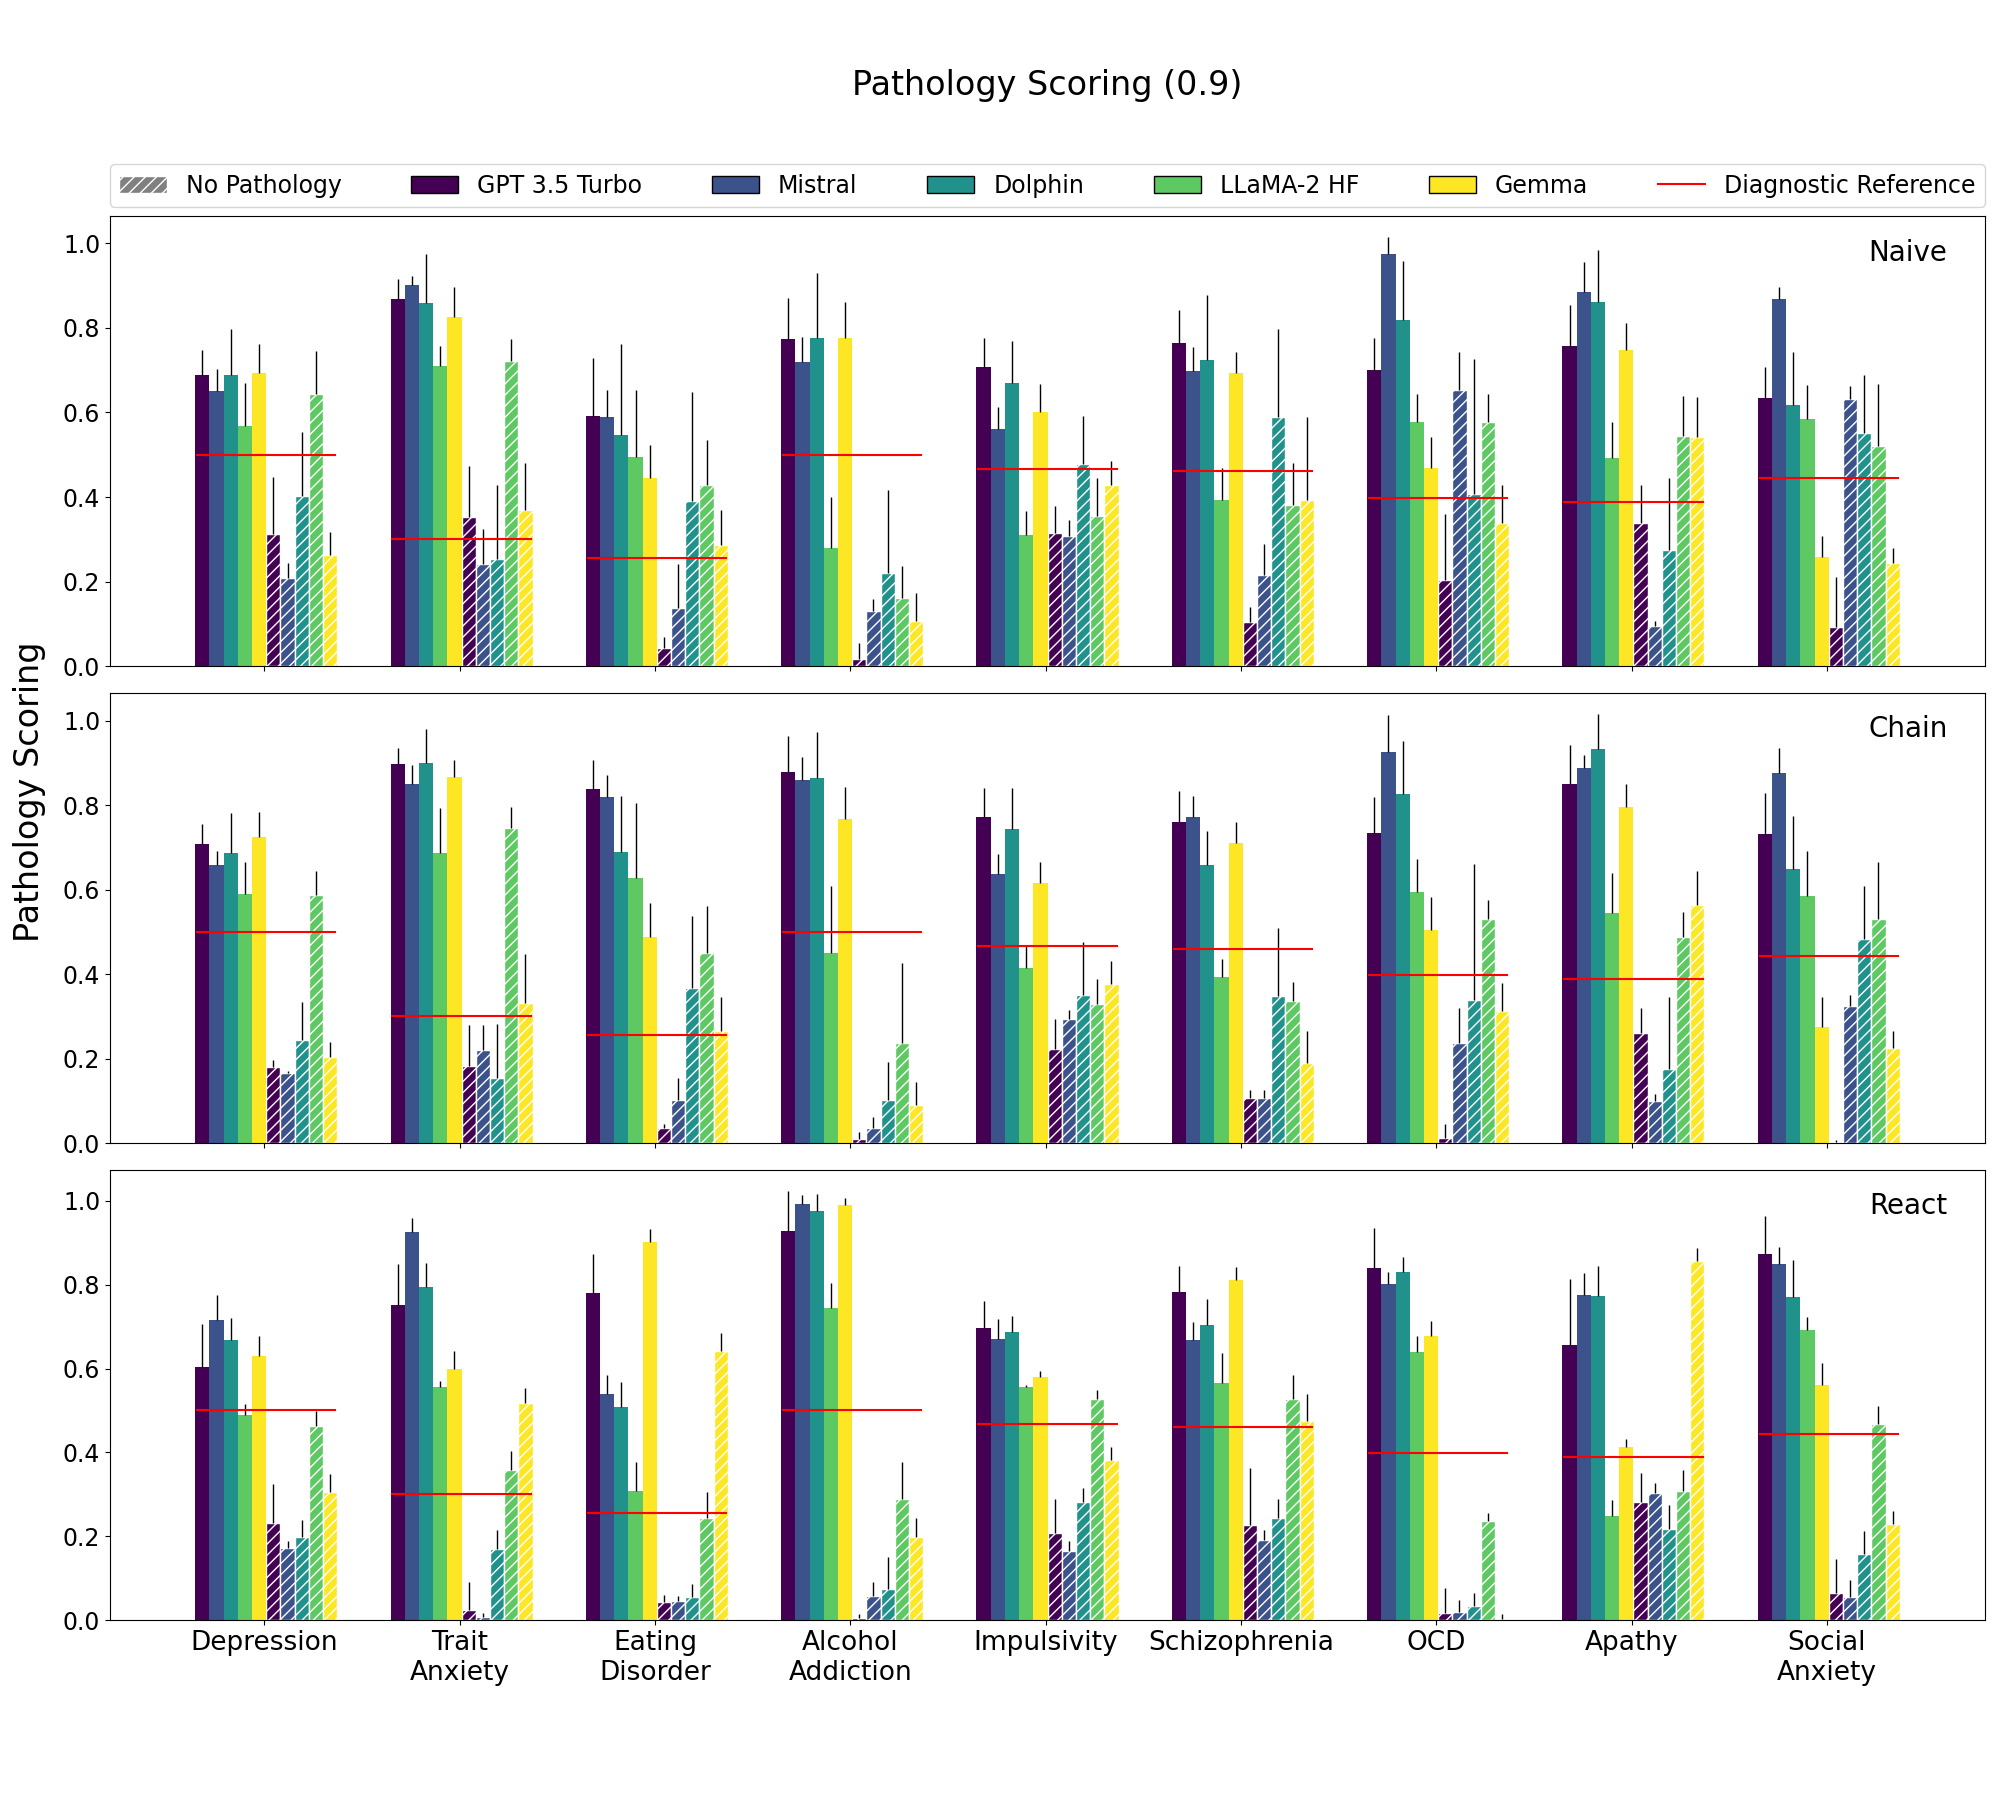 Pathology Scoring (0.9)
No Pathology GPT 3.5 Turbo Mistral Dolphin LLaMA-2 HF Gemma Diagnostic Reference
Pathology Scoring
Naive
1.0
0.8
0.6
0.4
0.2
0.0
Chain
1.0
0.8
0.6
0.4
0.2
0.0
React
1.0
0.8
0.6
0.4
0.2
0.0
Depression
Trait
Anxiety
Eating
Disorder
Alcohol
Addiction
Impulsivity
Schizophrenia
OCD
Apathy
Social
Anxiety